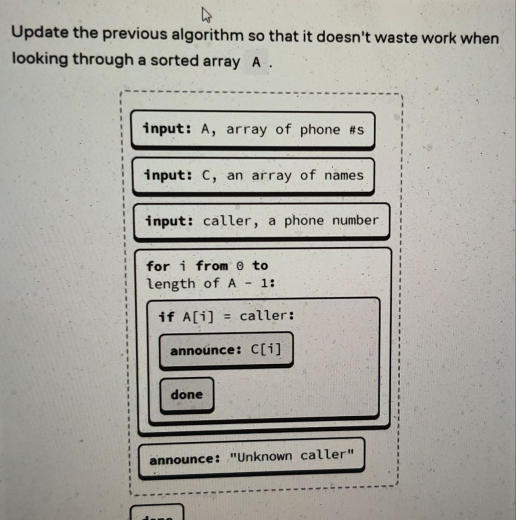 Update the previous algorithm so that it doesn't waste work when
looking through a sorted array A .
input: A, array of phone #s
input: C, an array of names
input: caller, a phone number
for i from 0 to
length of A - 1:
if A[i] = caller:
announce: C[i]
done
announce: "Unknown caller"